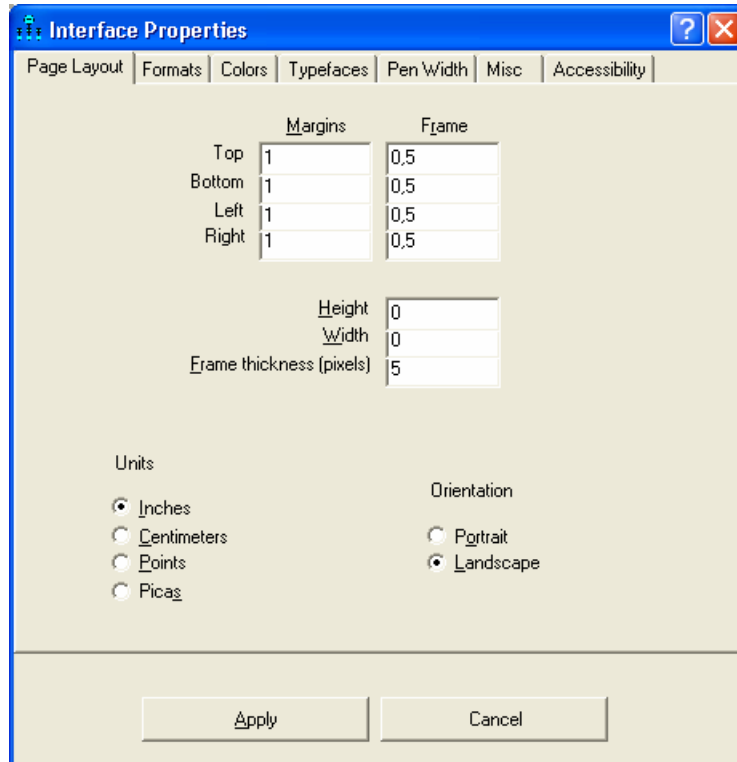 Interface Properties
Page Layout Formats Colors Typefaces Pen Width Misc Accessibility
Margins Frame
Top 1 0,5
Bottom 1 0,5
Left 1 0,5
Right 1 0,5
Height 0
Width 0
Frame thickness (pixels) 5
Units
Inches
Centimeters
Points
Picas
Orientation
Portrait
Landscape
Apply Cancel